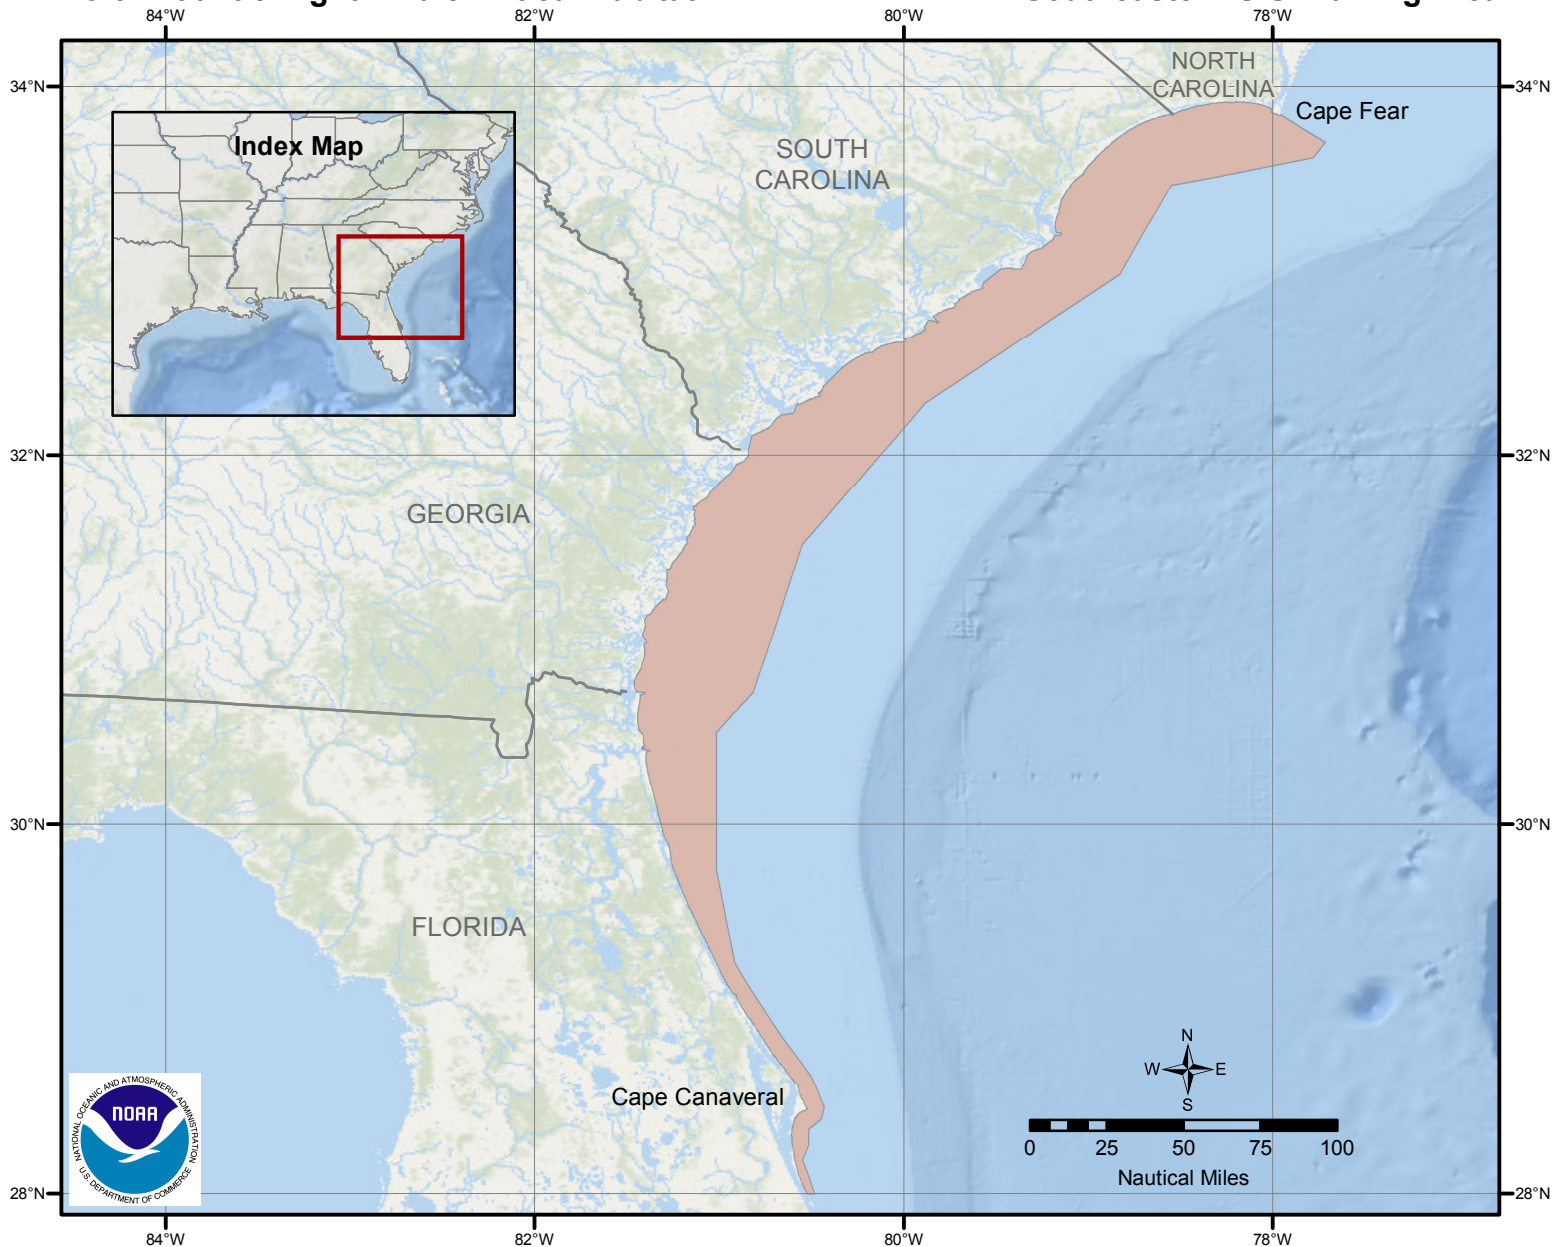 84°W
82°W
80°W
78°W
34°N
34°N
NORTH
CAROLINA
Cape Fear
Index Map
SOUTH
CAROLINA
32°N
32°N
GEORGIA
30°N
30°N
FLORIDA
N
W
E
S
Cape Canaveral
0
25
50
75
100
Nautical Miles
NATIONAL OCEANIC AND ATMOSPHERIC ADMINISTRATION
NOAA
U.S. DEPARTMENT OF COMMERCE
28°N
28°N
84°W
82°W
80°W
78°W